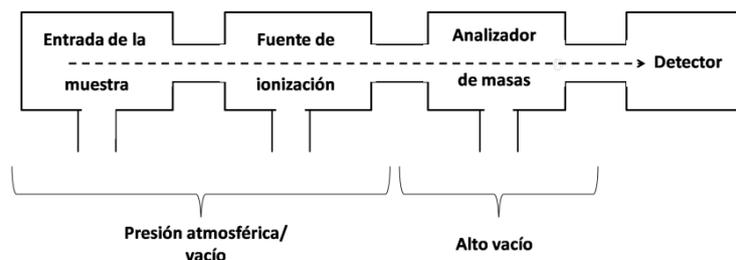 Entrada de la
muestra
Fuente de
ionización
Analizador
de masas
Detector
Presión atmosférica/
vacío
Alto vacío